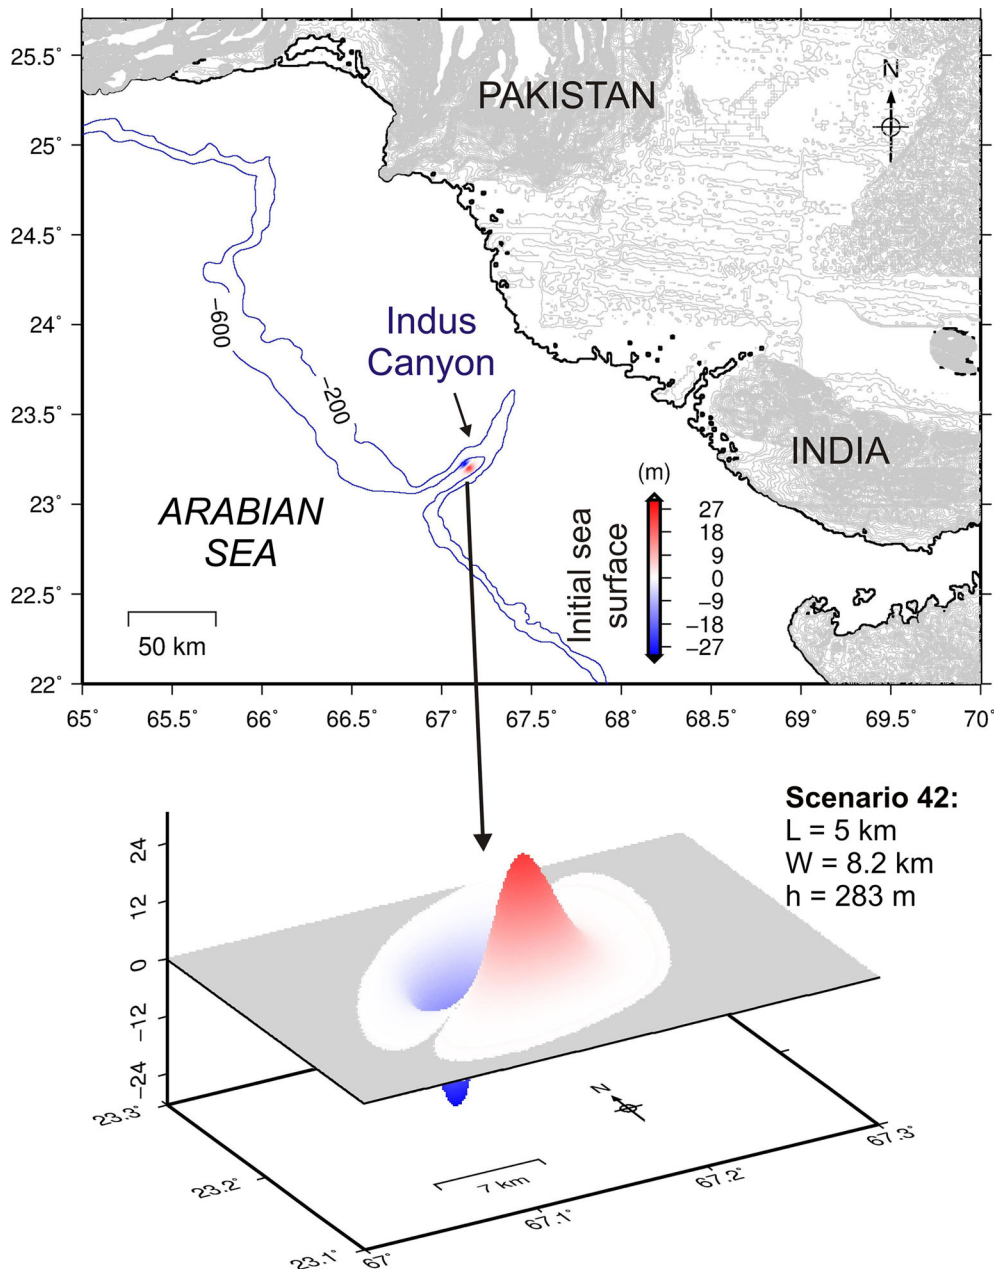 25.5°
25°
24.5°
24°
23.5°
23°
22.5°
22°
65°
65.5°
66°
66.5°
67°
67.5°
68°
68.5°
69°
69.5°
70°
PAKISTAN
N
−600
−200
Indus
Canyon
INDIA
ARABIAN
SEA
50 km
(m)
27
18
9
0
−9
−18
−27
Initial sea
surface
Scenario 42:
L = 5 km
W = 8.2 km
h = 283 m
24
12
0
−12
−24
23.3°
23.2°
23.1°
67°
67.1°
67.2°
67.3°
N
7 km